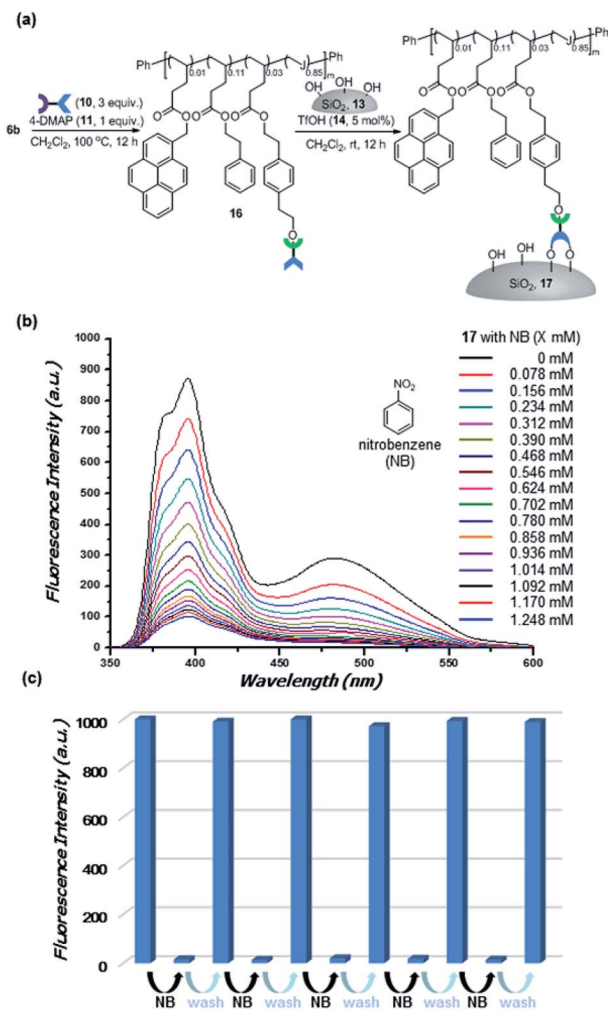 (a)
Ph 0.01 0.11 0.03 0.85 m Ph
6b
(10, 3 equiv.)
4-DMAP (11, 1 equiv.)
CH₂Cl₂, 100 °C, 12 h
O O O O O O
16
O
OH OH OH
SiO₂, 13
TfOH (14, 5 mol%)
CH₂Cl₂, rt, 12 h
Ph 0.01 0.11 0.03 0.85 m Ph
O O O O O O
O
OH OH O O
SiO₂, 17
(b)
Fluorescence Intensity (a.u.)
1000
900
800
700
600
500
400
300
200
100
0
350 400 450 500 550 600
Wavelength (nm)
NO₂
nitrobenzene
(NB)
17 with NB (X mM)
0 mM
0.078 mM
0.156 mM
0.234 mM
0.312 mM
0.390 mM
0.468 mM
0.546 mM
0.624 mM
0.702 mM
0.780 mM
0.858 mM
0.936 mM
1.014 mM
1.092 mM
1.170 mM
1.248 mM
(c)
Fluorescence Intensity (a.u.)
1000
800
600
400
200
0
NB wash NB wash NB wash NB wash NB wash